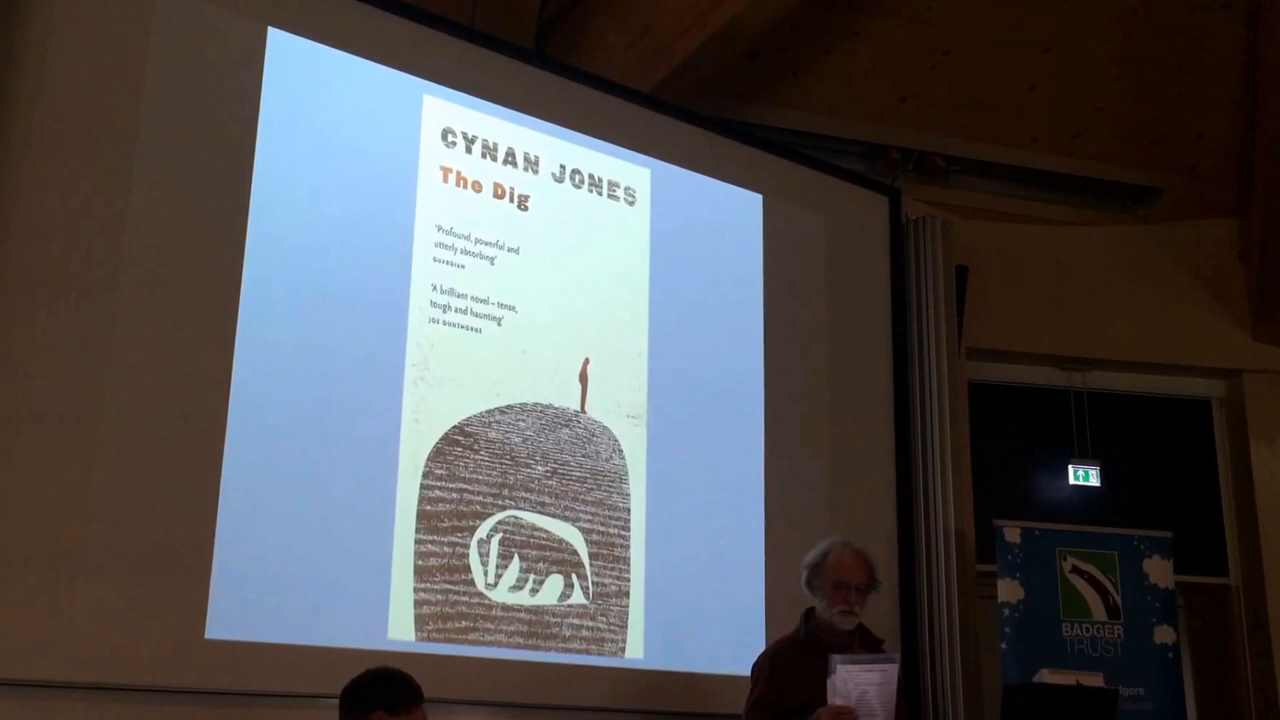 CYNAN JONES
The Dig
'Profound, powerful and
utterly absorbing'
GUARDIAN
'A brilliant novel – tense,
tough and haunting'
JOE DUNTHORNE
BADGER
TRUST